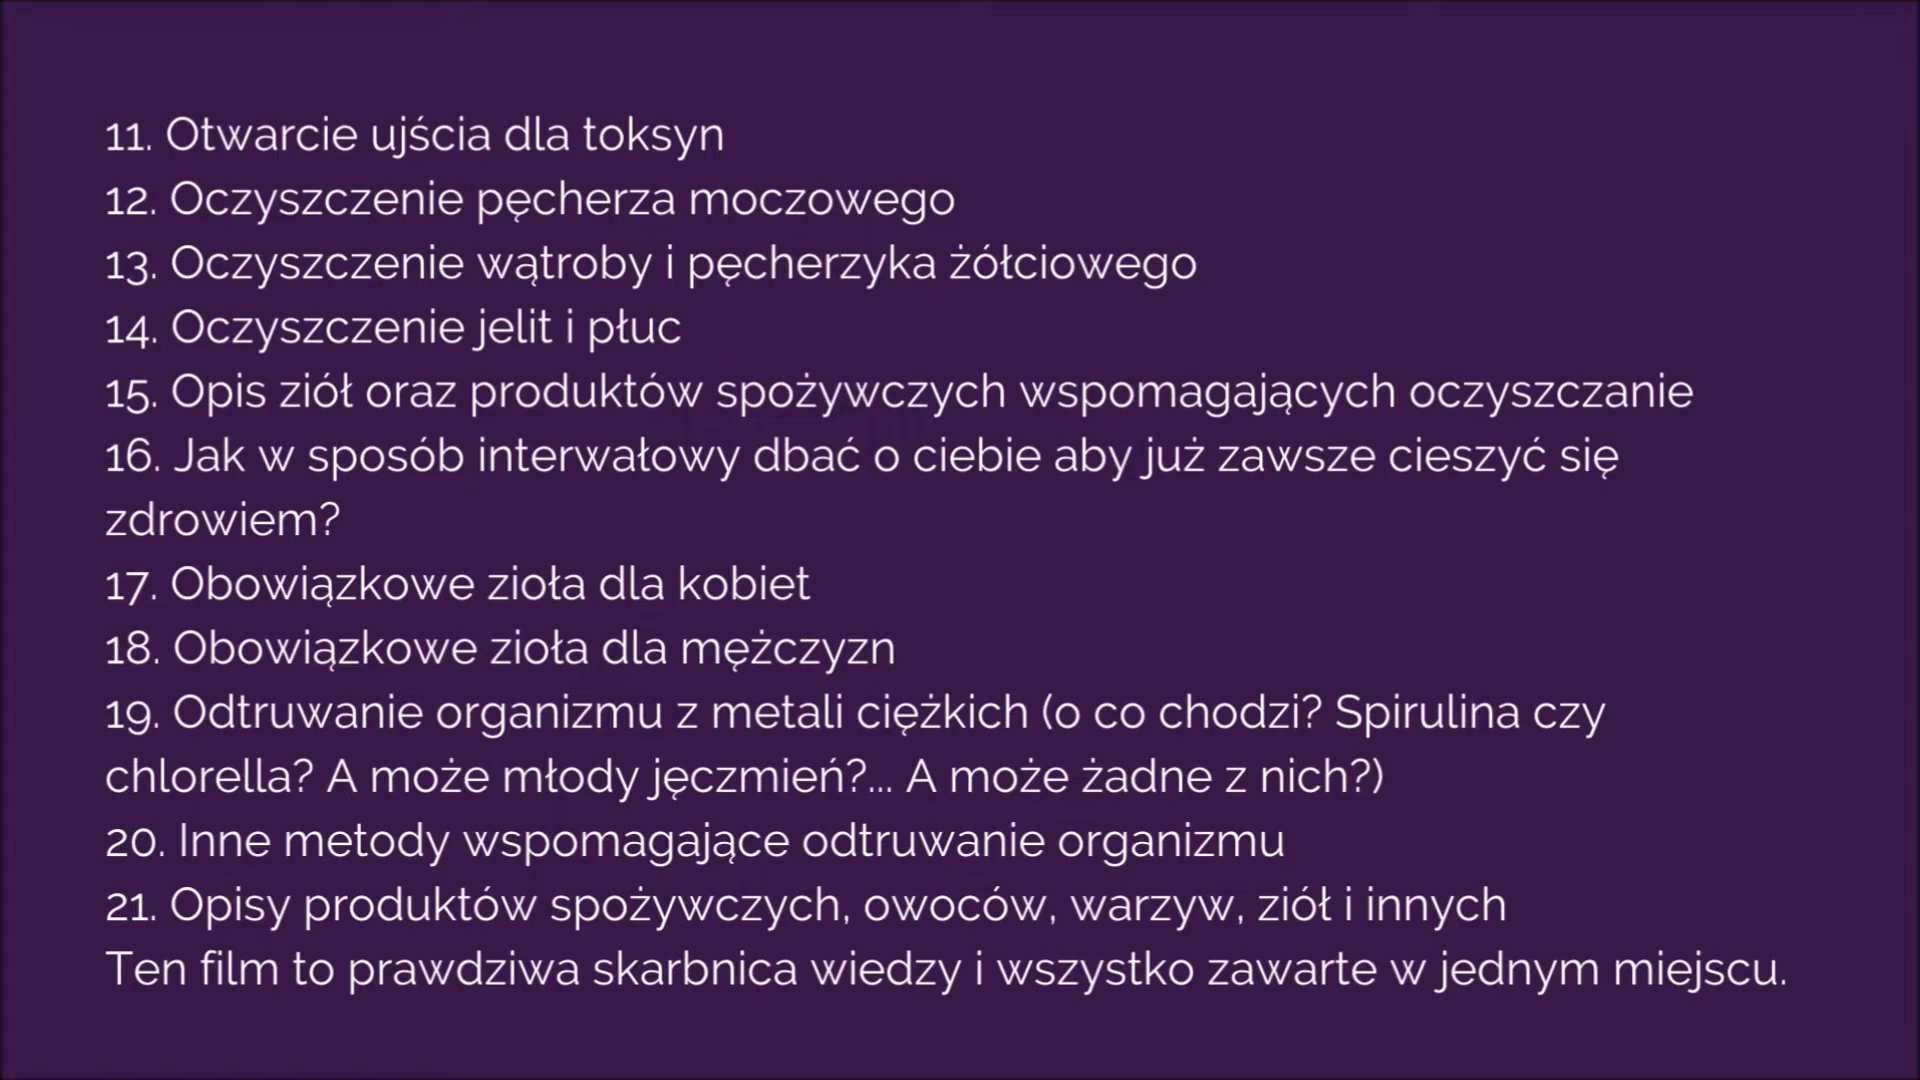 11. Otwarcie ujścia dla toksyn
12. Oczyszczenie pęcherza moczowego
13. Oczyszczenie wątroby i pęcherzyka żółciowego
14. Oczyszczenie jelit i płuc
15. Opis ziół oraz produktów spożywczych wspomagających oczyszczanie
16. Jak w sposób interwałowy dbać o ciebie aby już zawsze cieszyć się
zdrowiem?
17. Obowiązkowe zioła dla kobiet
18. Obowiązkowe zioła dla mężczyzn
19. Odtruwanie organizmu z metali ciężkich (o co chodzi? Spirulina czy
chlorella? A może młody jęczmień?... A może żadne z nich?)
20. Inne metody wspomagające odtruwanie organizmu
21. Opisy produktów spożywczych, owoców, warzyw, ziół i innych
Ten film to prawdziwa skarbnica wiedzy i wszystko zawarte w jednym miejscu.